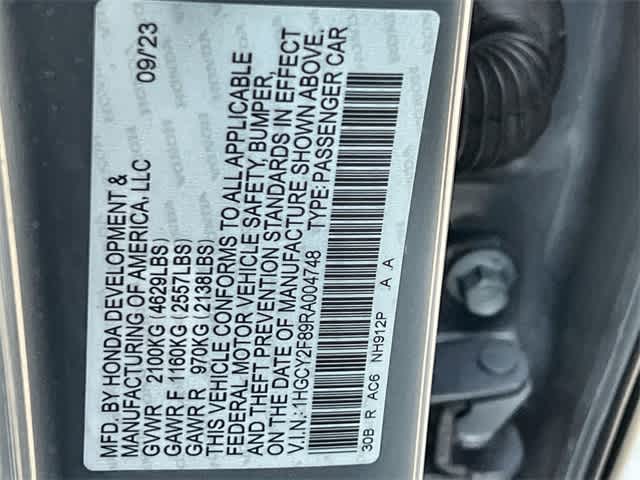 MFD. BY HONDA DEVELOPMENT &
MANUFACTURING OF AMERICA, LLC 09/23
GVWR 2100KG (4629LBS)
GAWR F 1160KG (2557LBS)
GAWR R 970KG (2138LBS)
THIS VEHICLE CONFORMS TO ALL APPLICABLE
FEDERAL MOTOR VEHICLE SAFETY, BUMPER,
AND THEFT PREVENTION STANDARDS IN EFFECT
ON THE DATE OF MANUFACTURE SHOWN ABOVE.
V.I.N.: 1HGCY2F89RA004748 TYPE: PASSENGER CAR
30B R AC6 NH912P A A